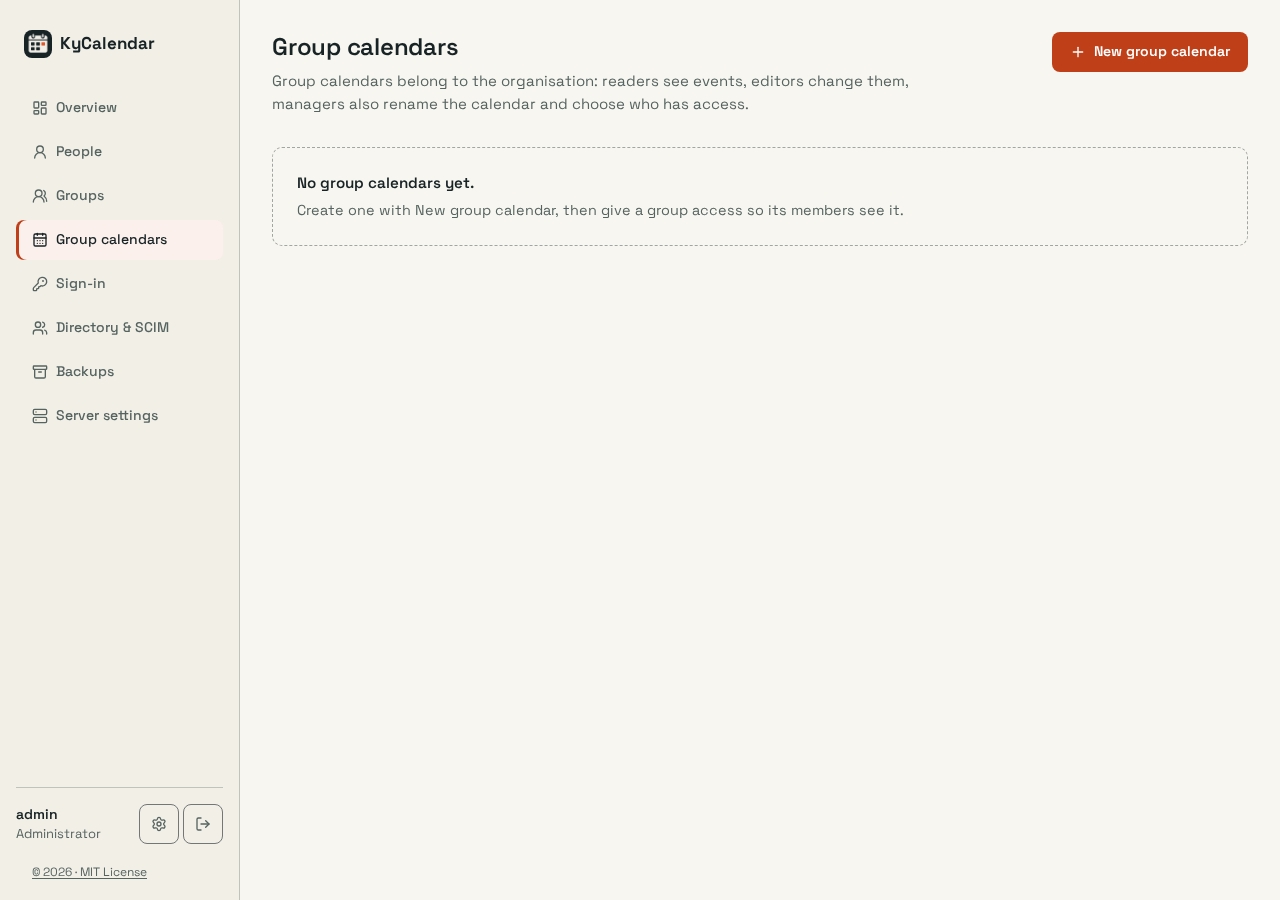 KyCalendar
Overview
People
Groups
Group calendars
Sign-in
Directory & SCIM
Backups
Server settings
admin
Administrator
© 2026 · MIT License
Group calendars
Group calendars belong to the organisation: readers see events, editors change them,
managers also rename the calendar and choose who has access.
New group calendar
No group calendars yet.
Create one with New group calendar, then give a group access so its members see it.